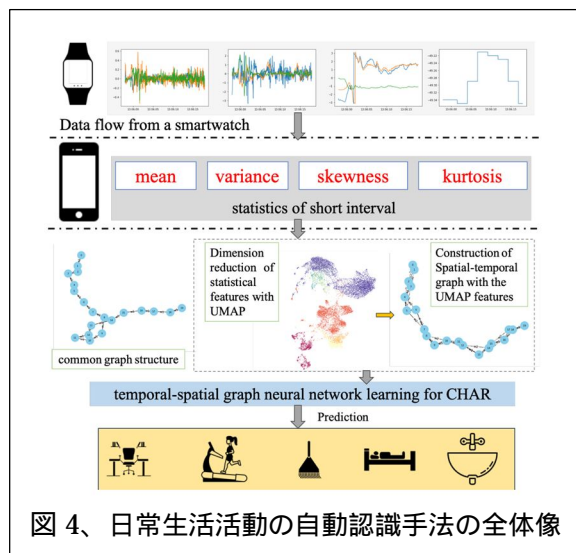 Data flow from a smartwatch
mean variance skewness kurtosis
statistics of short interval
common graph structure
Dimension
reduction of
statistical
features with
UMAP
Construction of
Spatial-temporal
graph with the
UMAP features
temporal-spatial graph neural network learning for CHAR
Prediction
図 4、日常生活活動の自動認識手法の全体像